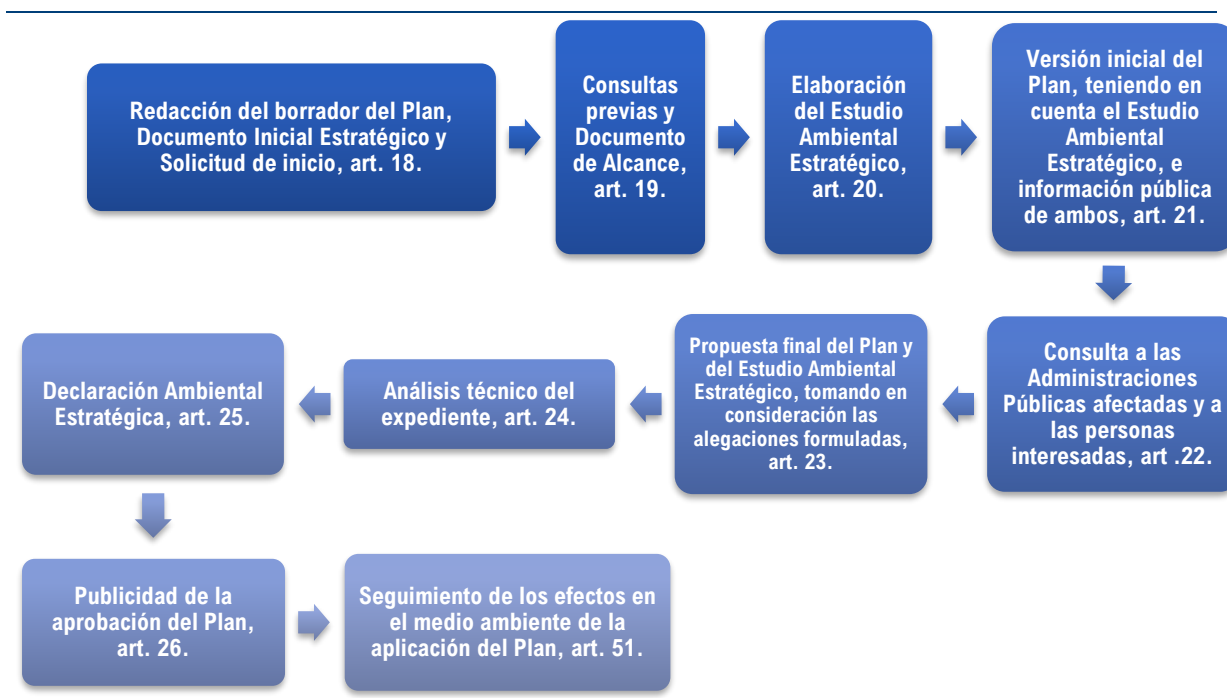 Redacción del borrador del Plan,
Documento Inicial Estratégico y
Solicitud de inicio, art. 18.
Consultas
previas y
Documento
de Alcance,
art. 19.
Elaboración
del Estudio
Ambiental
Estratégico,
art. 20.
Versión inicial del
Plan, teniendo en
cuenta el Estudio
Ambiental
Estratégico, e
información pública
de ambos, art. 21.
Consulta a las
Administraciones
Públicas afectadas y a
las personas
interesadas, art .22.
Propuesta final del Plan y
del Estudio Ambiental
Estratégico, tomando en
consideración las
alegaciones formuladas,
art. 23.
Análisis técnico del
expediente, art. 24.
Declaración Ambiental
Estratégica, art. 25.
Publicidad de la
aprobación del Plan,
art. 26.
Seguimiento de los efectos en
el medio ambiente de la
aplicación del Plan, art. 51.